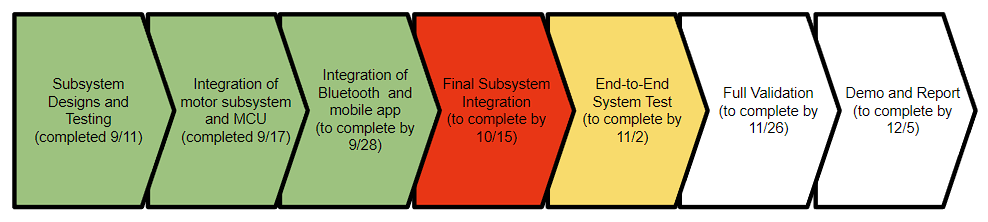 Subsystem
Designs and
Testing
(completed 9/11)
Integration of
motor subsystem
and MCU
(completed 9/17)
Integration of
Bluetooth and
mobile app
(to complete by
9/28)
Final Subsystem
Integration
(to complete by
10/15)
End-to-End
System Test
(to complete by
11/2)
Full Validation
(to complete by
11/26)
Demo and Report
(to complete by
12/5)